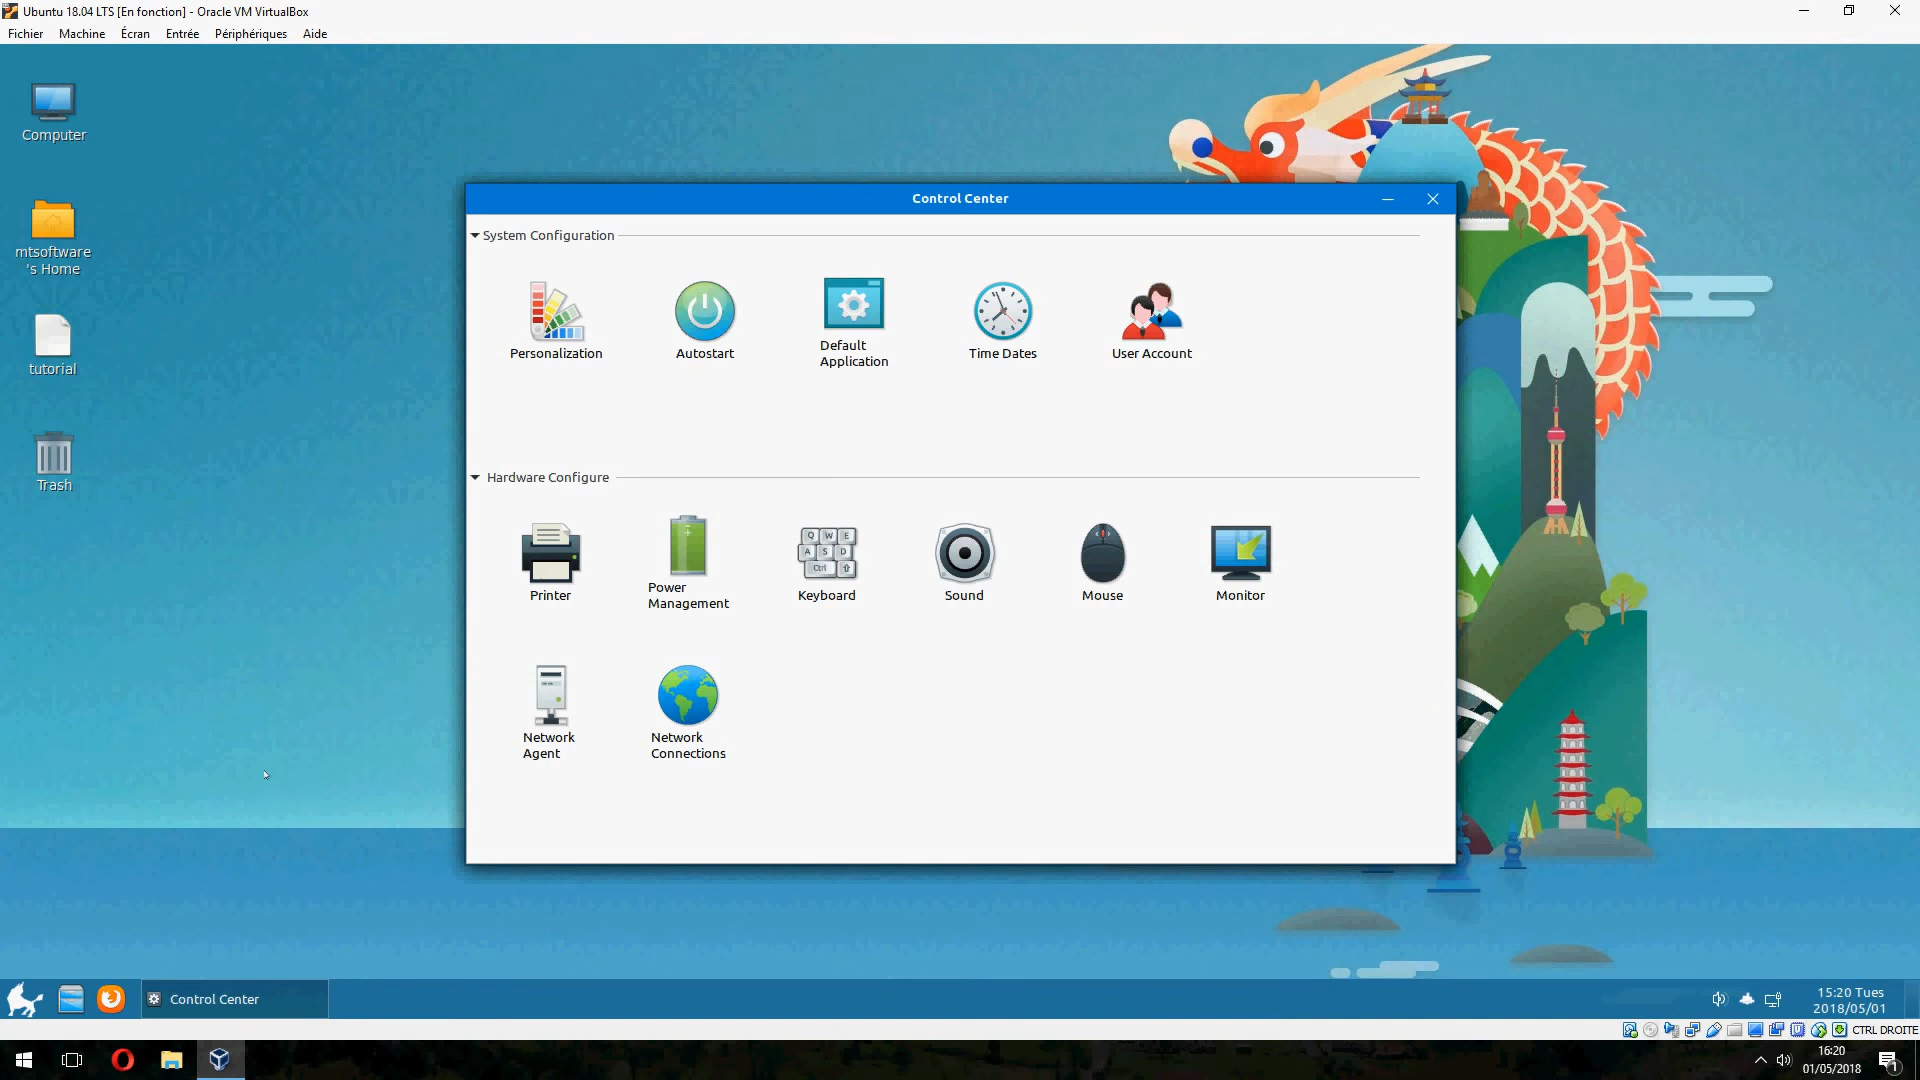 Ubuntu 18.04 LTS [En fonction] - Oracle VM VirtualBox
Fichier Machine Écran Entrée Périphériques Aide
Computer
mtsoftware
's Home
tutorial
Trash
Control Center
System Configuration
Personalization
Autostart
Default
Application
Time Dates
User Account
Hardware Configure
Q W E
A S D
Ctrl
Printer
Power
Management
Keyboard
Sound
Mouse
Monitor
Network
Agent
Network
Connections
Control Center
15:20 Tues
2018/05/01
CTRL DROITE
16:20
01/05/2018
1